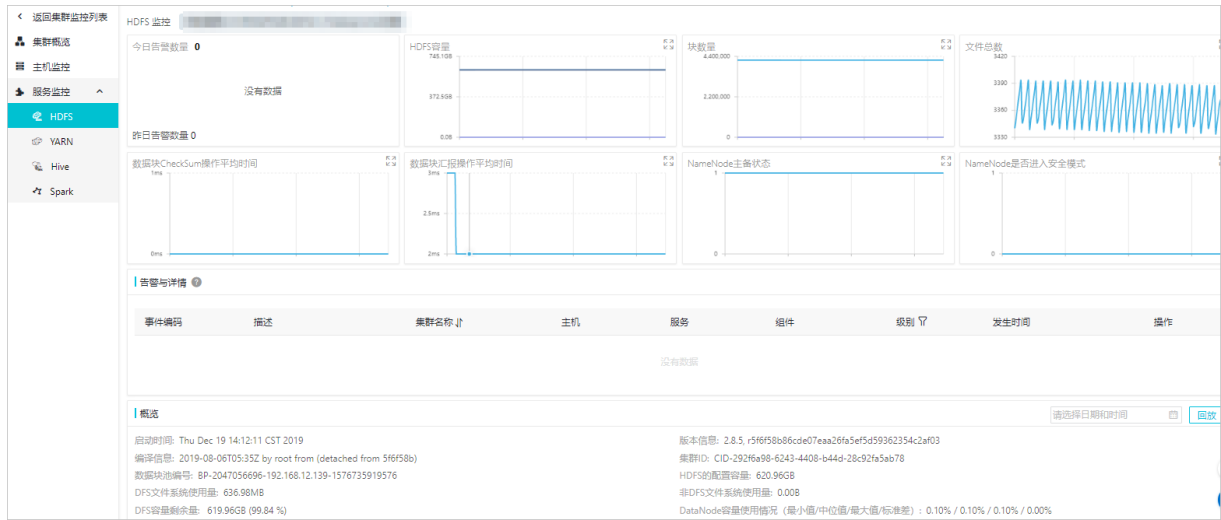 返回集群监控列表
集群概览
主机监控
服务监控
HDFS
YARN
Hive
Spark
HDFS 监控
今日告警数量 0
没有数据
昨日告警数量 0
HDFS容量
745.1GB
372.5GB
0.0B
块数量
4,400,000
2,200,000
0
文件总数
3420
3390
3360
3330
数据块CheckSum操作平均时间
1ms
0ms
数据块汇报操作平均时间
3ms
2.5ms
2ms
NameNode主备状态
1
0
NameNode是否进入安全模式
1
0
告警与详情
事件编码 描述 集群名称 主机 服务 组件 级别 发生时间 操作
没有数据
概览
请选择日期和时间 回放
启动时间: Thu Dec 19 14:12:11 CST 2019
版本信息: 2.8.5, r5f6f58b86cde07eaa26fa5ef5d59362354c2af03
编译信息: 2019-08-06T05:35Z by root from (detached from 5f6f58b)
集群ID: CID-292f6a98-6243-4408-b44d-28c92fa5ab78
数据块池编号: BP-2047056696-192.168.12.139-1576735919576
HDFS的配置容量: 620.96GB
DFS文件系统使用量: 636.98MB
非DFS文件系统使用量: 0.00B
DFS容量剩余量: 619.96GB (99.84 %)
DataNode容量使用情况（最小值/中位值/最大值/标准差）: 0.10% / 0.10% / 0.10% / 0.00%